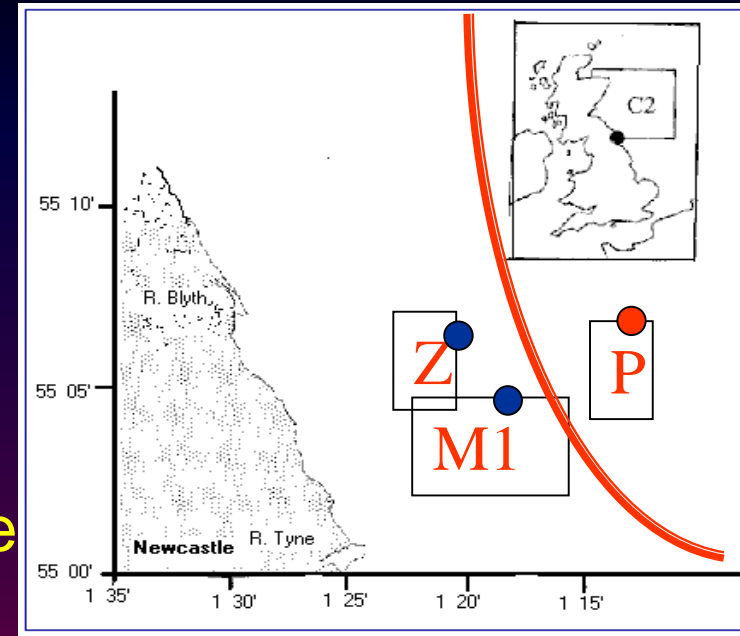 C2
55 10'
R. Blyth
Z
P
55 05'
M1
e
Newcastle R. Tyne
55 00'
1 35' 1 30' 1 25' 1 20' 1 15'